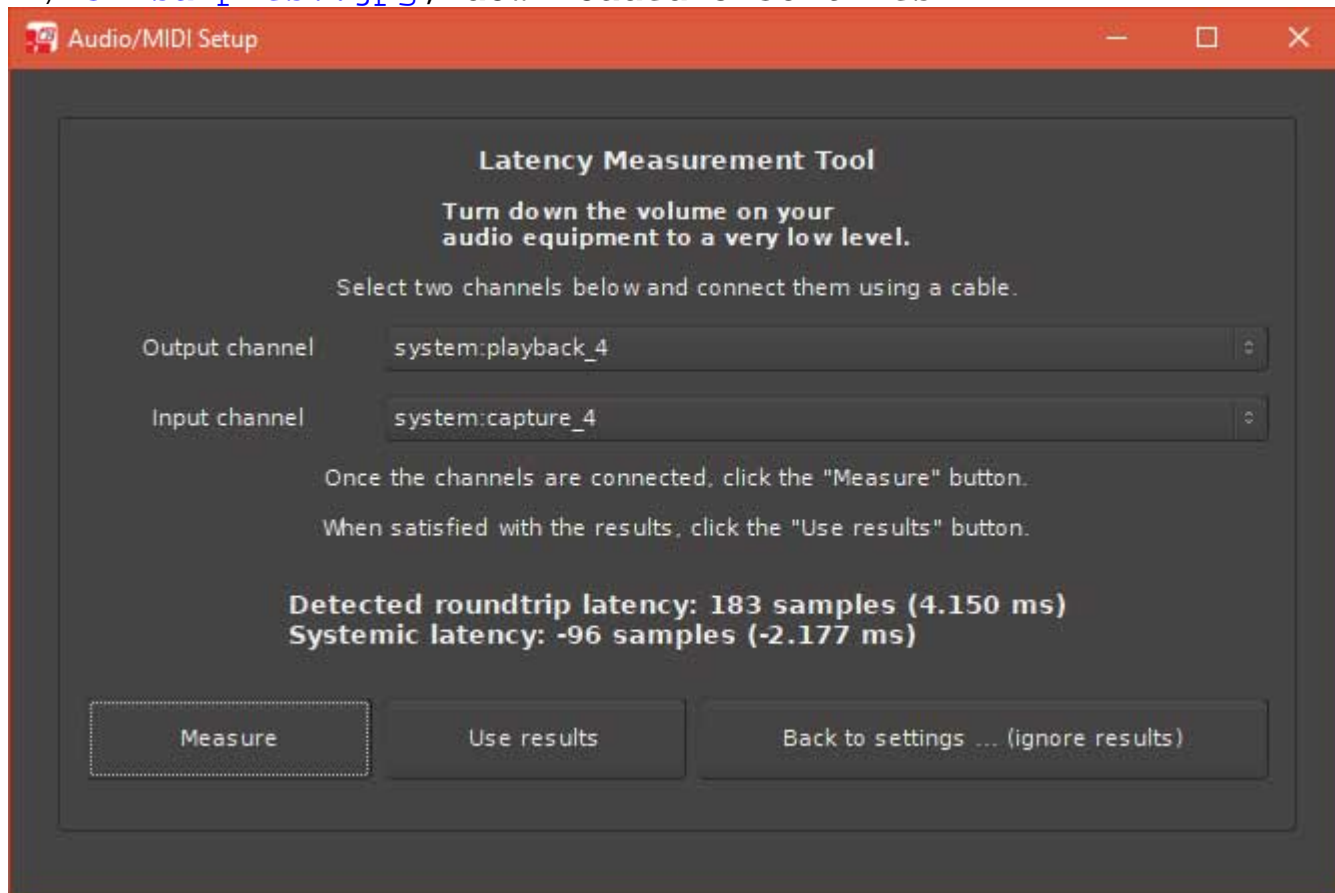 Audio/MIDI Setup
Latency Measurement Tool
Turn down the volume on your
audio equipment to a very low level.
Select two channels below and connect them using a cable.
Output channel system:playback_4
Input channel system:capture_4
Once the channels are connected, click the "Measure" button.
When satisfied with the results, click the "Use results" button.
Detected roundtrip latency: 183 samples (4.150 ms)
Systemic latency: -96 samples (-2.177 ms)
Measure Use results Back to settings ... (ignore results)